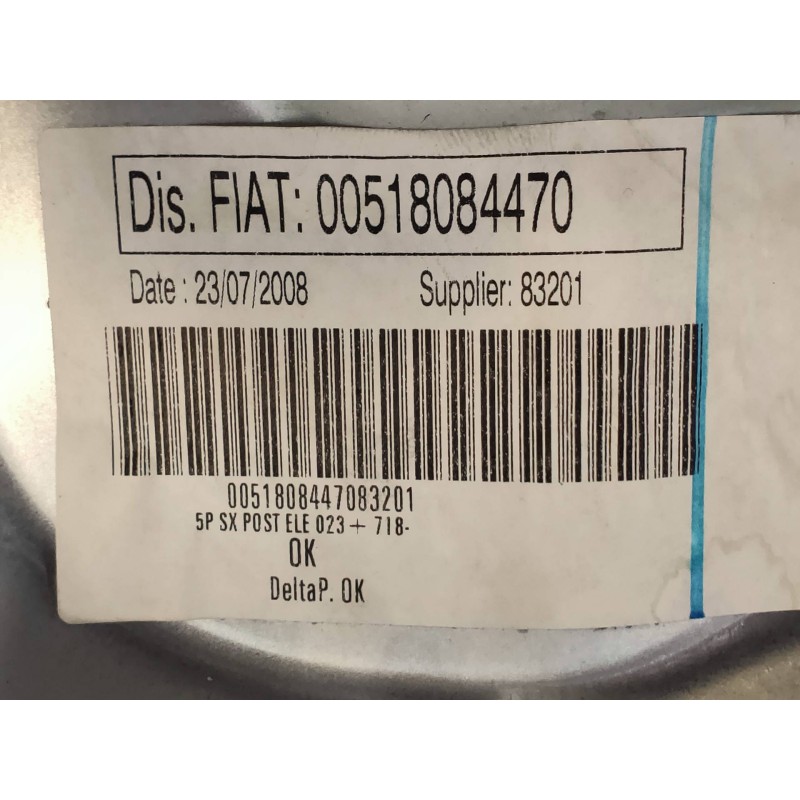 Dis. FIAT: 00518084470
Date : 23/07/2008 Supplier: 83201
0051808447083201
5P SX POST ELE 023 + 718-
OK
DeltaP. OK